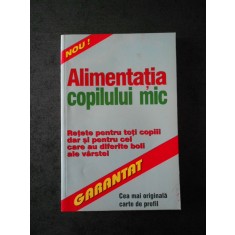 NOU !
Alimentaţia
copilului mic
Reţete pentru toţi copiii
dar şi pentru cei
care au diferite boli
ale vârstei
GARANTAT
Cea mai originală
carte de profil